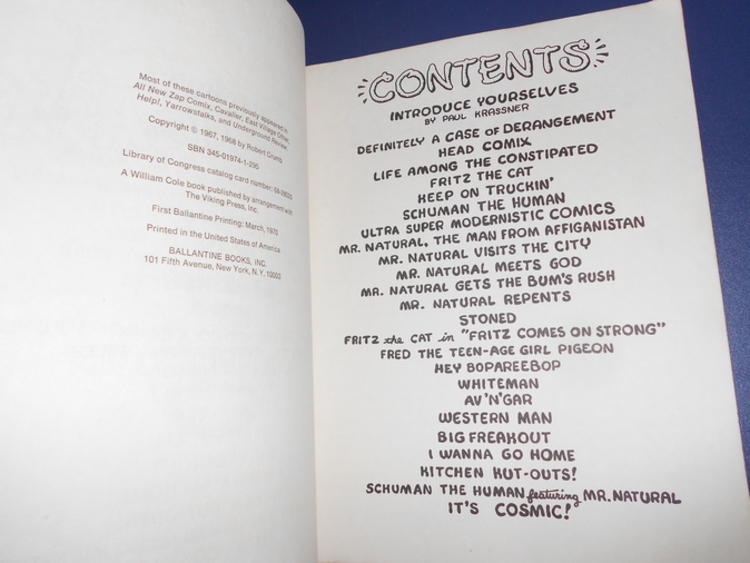 Most of these cartoons previously appeared in
All New Zap Comix, Cavalier, East Village Other,
Help!, Yarrowstalks, and Underground Review
Copyright © 1967, 1968 by Robert Crumb
SBN 345-01974-1-295
Library of Congress catalog card number:
A William Cole book published by arrangement with
The Viking Press, Inc.
First Ballantine Printing: March, 1970
Printed in the United States of America
BALLANTINE BOOKS, INC.
101 Fifth Avenue, New York, N.Y. 10003
CONTENTS
INTRODUCE YOURSELVES
BY PAUL KRASSNER
DEFINITELY A CASE OF DERANGEMENT
HEAD COMIX
LIFE AMONG THE CONSTIPATED
FRITZ THE CAT
KEEP ON TRUCKIN'
SCHUMAN THE HUMAN
ULTRA SUPER MODERNISTIC COMICS
MR. NATURAL, THE MAN FROM AFFIGANISTAN
MR. NATURAL VISITS THE CITY
MR. NATURAL MEETS GOD
MR. NATURAL GETS THE BUM'S RUSH
MR. NATURAL REPENTS
STONED
FRITZ the CAT in "FRITZ COMES ON STRONG"
FRED THE TEEN-AGE GIRL PIGEON
HEY BOPAREEBOP
WHITEMAN
AV'N'GAR
WESTERN MAN
BIG FREAKOUT
I WANNA GO HOME
KITCHEN KUT-OUTS!
SCHUMAN THE HUMAN featuring MR. NATURAL
IT'S COSMIC!